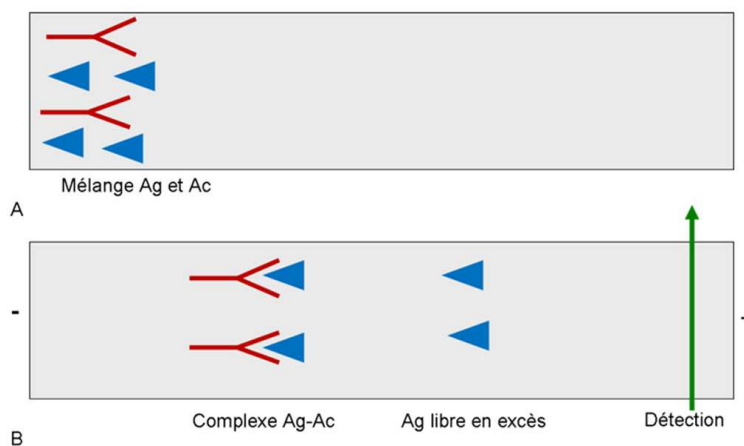 Mélange Ag et Ac
A
-
Complexe Ag-Ac
Ag libre en excès
Détection
B